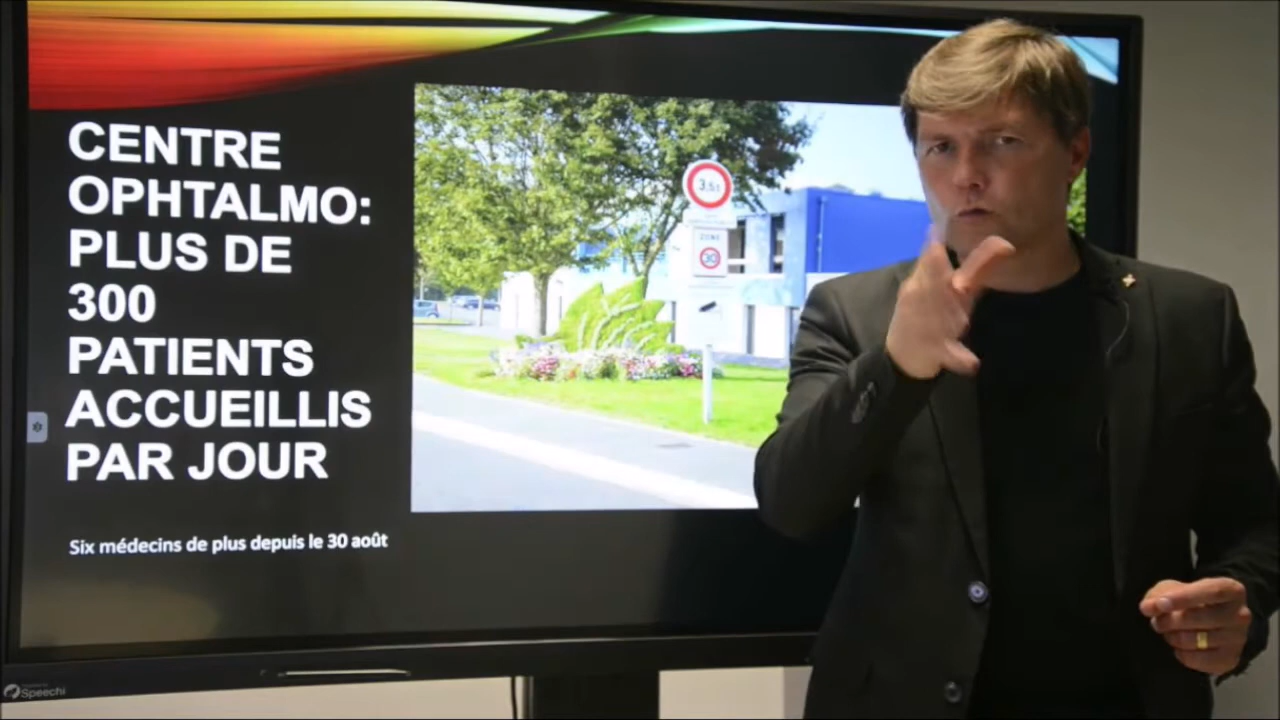 CENTRE
OPHTALMO:
PLUS DE
300
PATIENTS
ACCUEILLIS
PAR JOUR
Six médecins de plus depuis le 30 août
3.5t
ZONE
30
Speechi